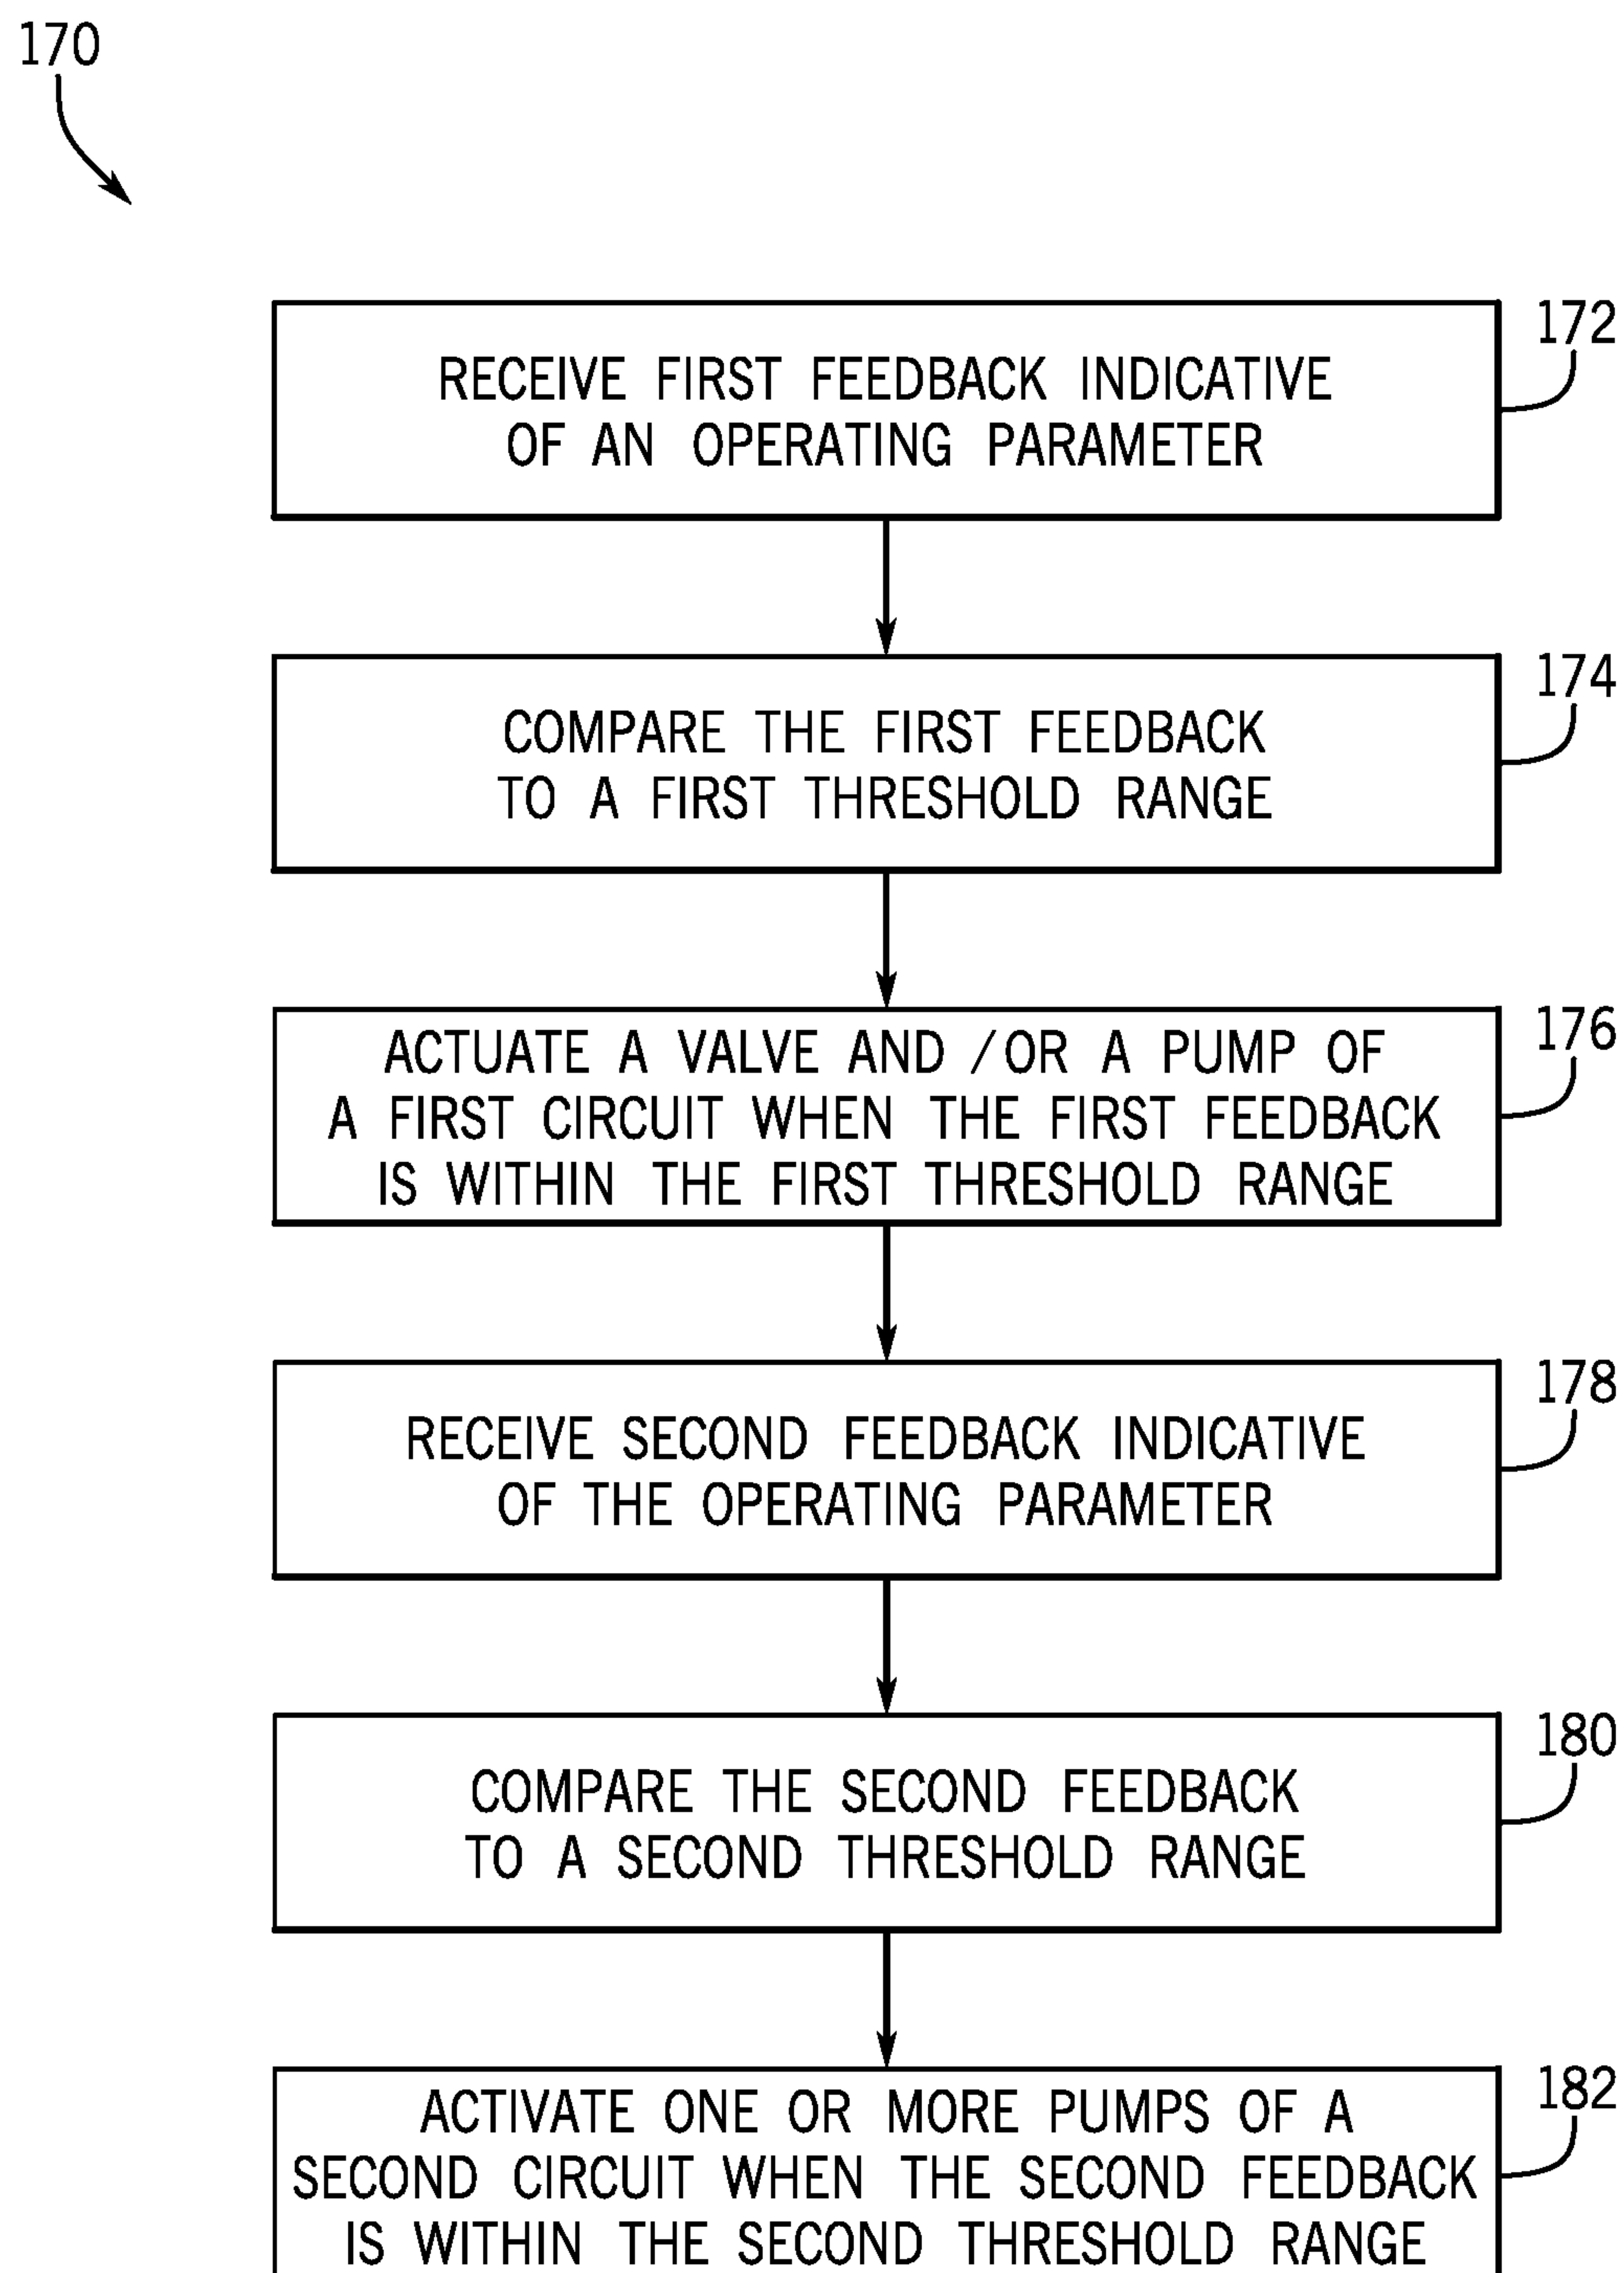 170
172
RECEIVE FIRST FEEDBACK INDICATIVE
OF AN OPERATING PARAMETER
174
COMPARE THE FIRST FEEDBACK
TO A FIRST THRESHOLD RANGE
176
ACTUATE A VALVE AND /OR A PUMP OF
A FIRST CIRCUIT WHEN THE FIRST FEEDBACK
IS WITHIN THE FIRST THRESHOLD RANGE
178
RECEIVE SECOND FEEDBACK INDICATIVE
OF THE OPERATING PARAMETER
180
COMPARE THE SECOND FEEDBACK
TO A SECOND THRESHOLD RANGE
182
ACTIVATE ONE OR MORE PUMPS OF A
SECOND CIRCUIT WHEN THE SECOND FEEDBACK
IS WITHIN THE SECOND THRESHOLD RANGE